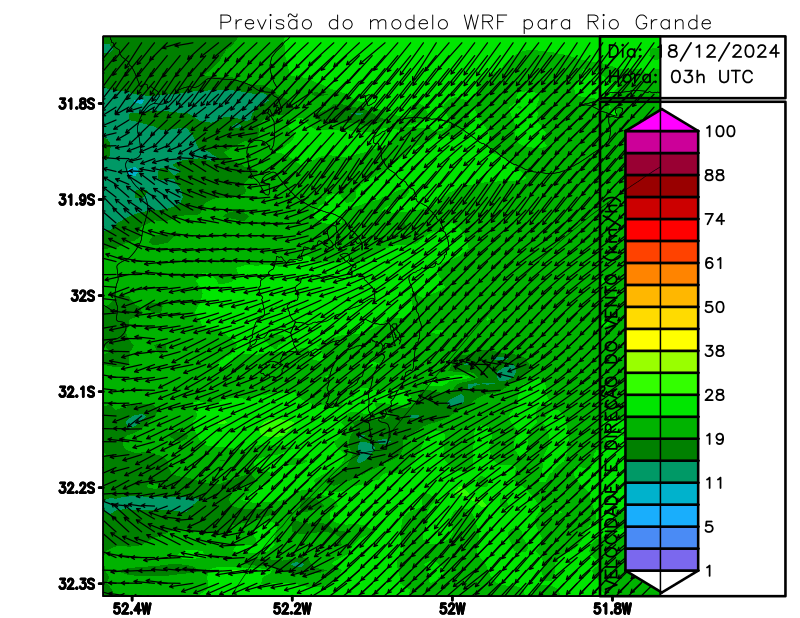 Previsão do modelo WRF para Rio Grande
Dia: 18/12/2024
Hora: 03h UTC
31.8S
31.9S
32S
32.1S
32.2S
32.3S
52.4W
52.2W
52W
51.8W
100
88
74
61
50
38
28
19
11
5
1
VELOCIDADE E DIREÇÃO DO VENTO (km/h)